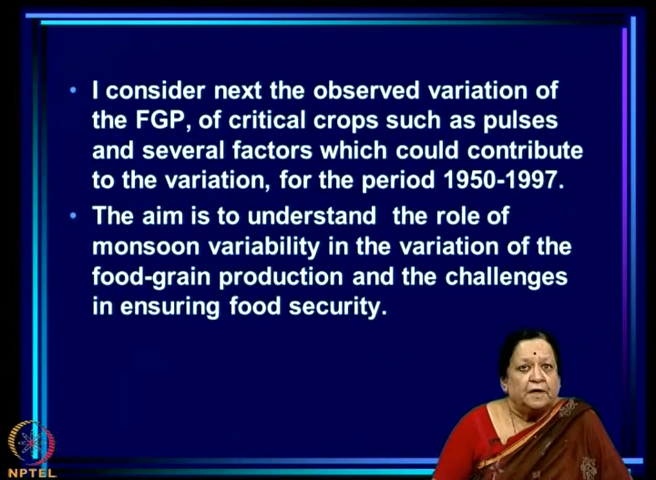 • I consider next the observed variation of
the FGP, of critical crops such as pulses
and several factors which could contribute
to the variation, for the period 1950-1997.
• The aim is to understand the role of
monsoon variability in the variation of the
food-grain production and the challenges
in ensuring food security.
NPTEL